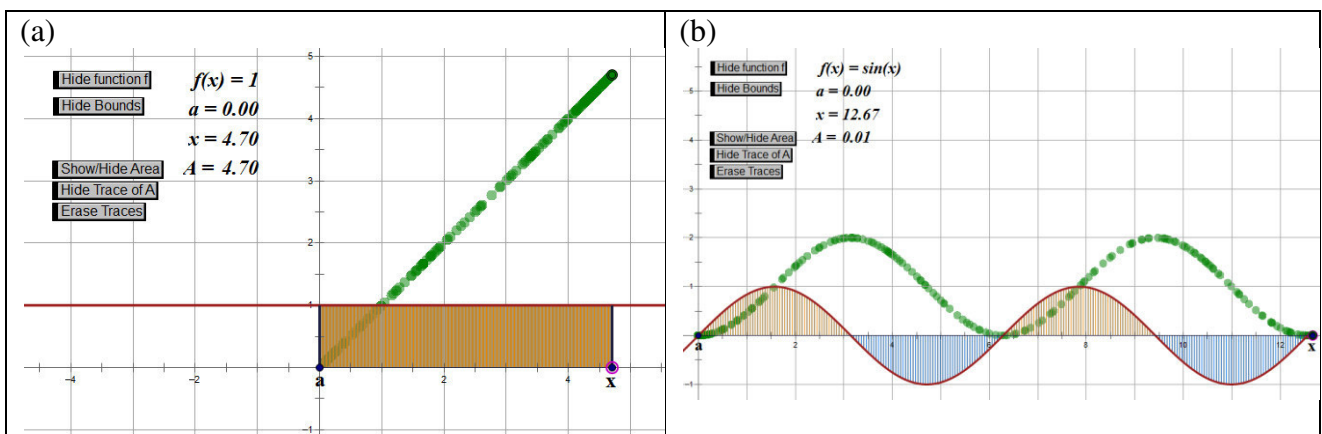 (a)
Hide function f
f(x) = 1
Hide Bounds
a = 0.00
x = 4.70
Show/Hide Area
A = 4.70
Hide Trace of A
Erase Traces
5
4
3
2
1
-1
-4
-2
2
4
a
x
(b)
Hide function f
f(x) = sin(x)
Hide Bounds
a = 0.00
x = 12.67
Show/Hide Area
A = 0.01
Hide Trace of A
Erase Traces
5
4
3
2
1
-1
2
4
6
8
10
12
a
x